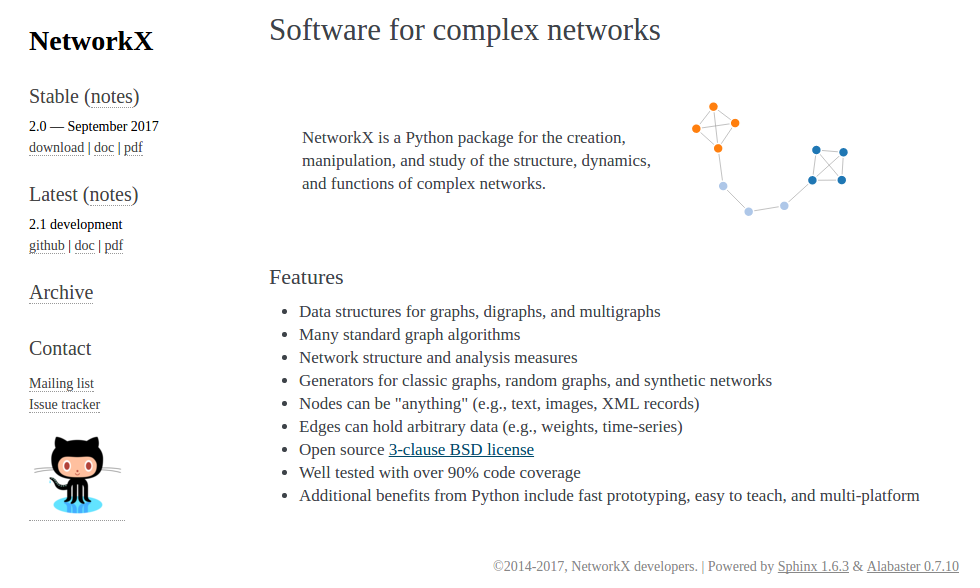 NetworkX
Stable (notes)
2.0 — September 2017
download | doc | pdf
Latest (notes)
2.1 development
github | doc | pdf
Archive
Contact
Mailing list
Issue tracker
Software for complex networks
NetworkX is a Python package for the creation,
manipulation, and study of the structure, dynamics,
and functions of complex networks.
Features
• Data structures for graphs, digraphs, and multigraphs
• Many standard graph algorithms
• Network structure and analysis measures
• Generators for classic graphs, random graphs, and synthetic networks
• Nodes can be "anything" (e.g., text, images, XML records)
• Edges can hold arbitrary data (e.g., weights, time-series)
• Open source 3-clause BSD license
• Well tested with over 90% code coverage
• Additional benefits from Python include fast prototyping, easy to teach, and multi-platform
©2014-2017, NetworkX developers. | Powered by Sphinx 1.6.3 & Alabaster 0.7.10